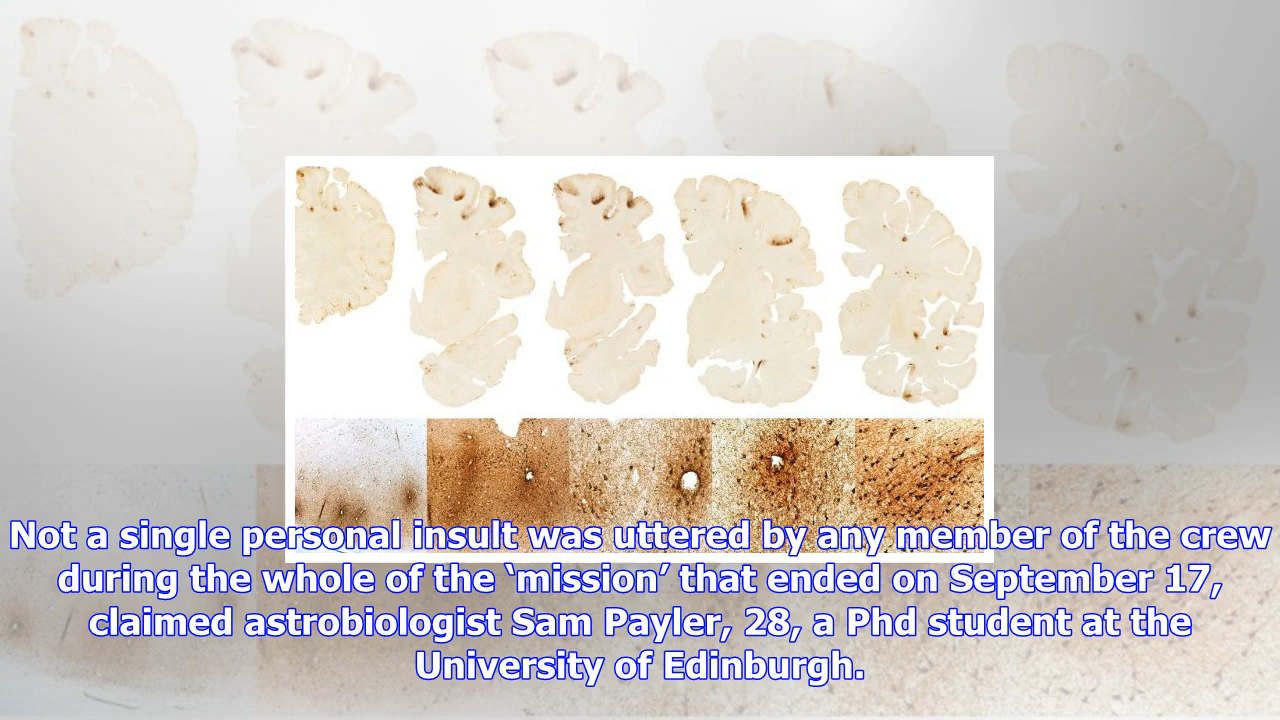 Not a single personal insult was uttered by any member of the crew
during the whole of the ‘mission’ that ended on September 17,
claimed astrobiologist Sam Payler, 28, a Phd student at the
University of Edinburgh.